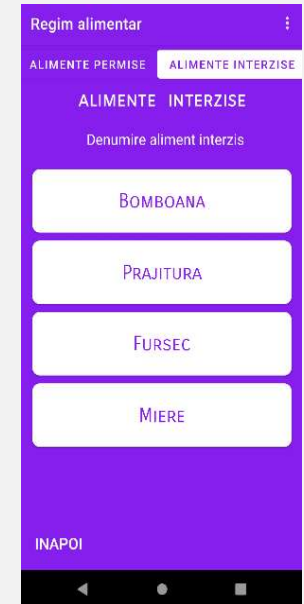 Regim alimentar
ALIMENTE PERMISE ALIMENTE INTERZISE
ALIMENTE INTERZISE
Denumire aliment interzis
BOMBOANA
PRAJITURA
FURSEC
MIERE
INAPOI